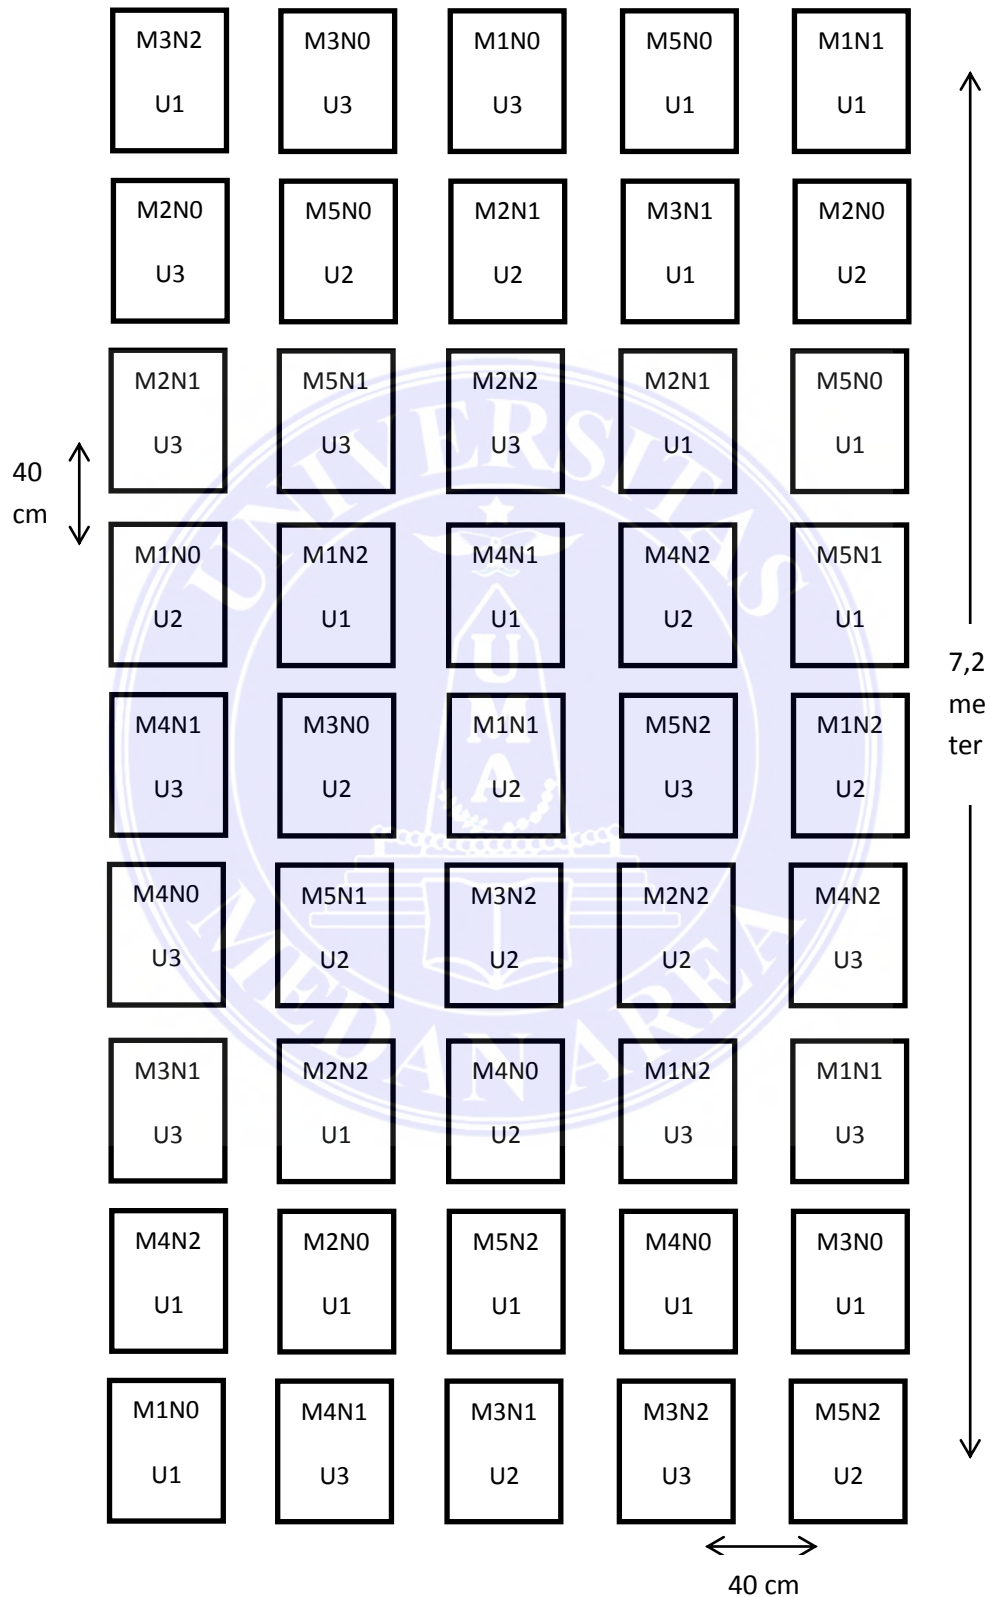 M3N2 M3N0 M1N0 M5N0 M1N1
U1 U3 U3 U1 U1
M2N0 M5N0 M2N1 M3N1 M2N0
U3 U2 U2 U1 U2
M2N1 M5N1 M2N2 M2N1 M5N0
U3 U3 U3 U1 U1
40
cm
M1N0 M1N2 M4N1 M4N2 M5N1
U2 U1 U1 U2 U1
7,2
me
ter
M4N1 M3N0 M1N1 M5N2 M1N2
U3 U2 U2 U3 U2
M4N0 M5N1 M3N2 M2N2 M4N2
U3 U2 U2 U2 U3
M3N1 M2N2 M4N0 M1N2 M1N1
U3 U1 U2 U3 U3
M4N2 M2N0 M5N2 M4N0 M3N0
U1 U1 U1 U1 U1
M1N0 M4N1 M3N1 M3N2 M5N2
U1 U3 U2 U3 U2
40 cm
UNIVERSITAS
MEDAN AREA
U
M
A